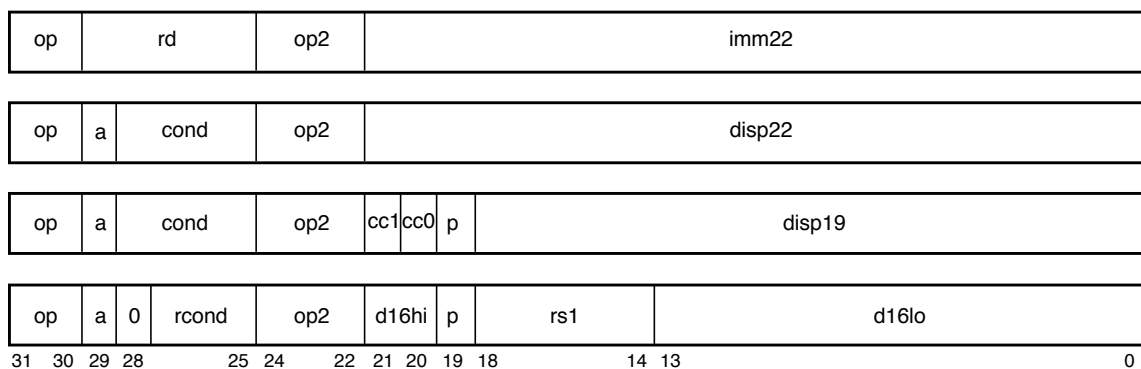 op rd op2 imm22
op a cond op2 disp22
op a cond op2 cc1 cc0 p disp19
op a 0 rcond op2 d16hi p rs1 d16lo
31 30 29 28 25 24 22 21 20 19 18 14 13 0